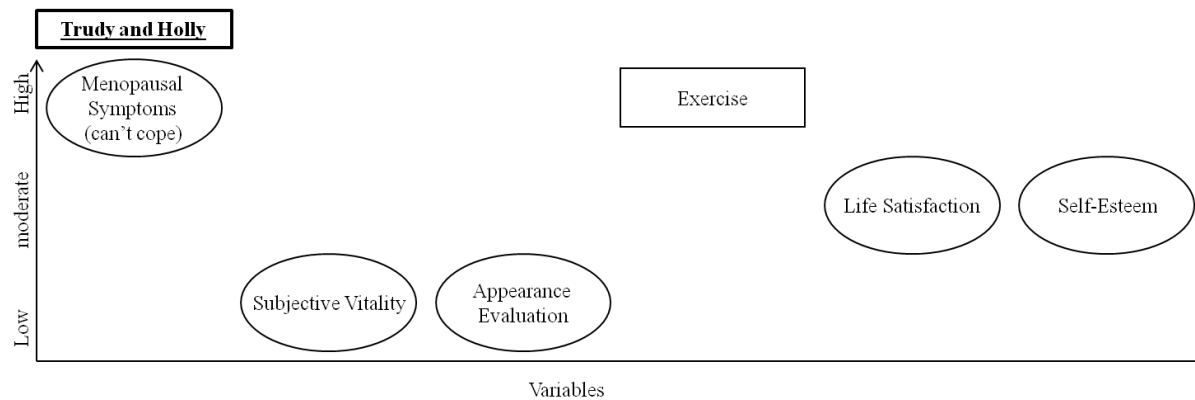 Trudy and Holly
High
moderate
Low
Menopausal
Symptoms
(can't cope)
Subjective Vitality
Appearance
Evaluation
Exercise
Life Satisfaction
Self-Esteem
Variables